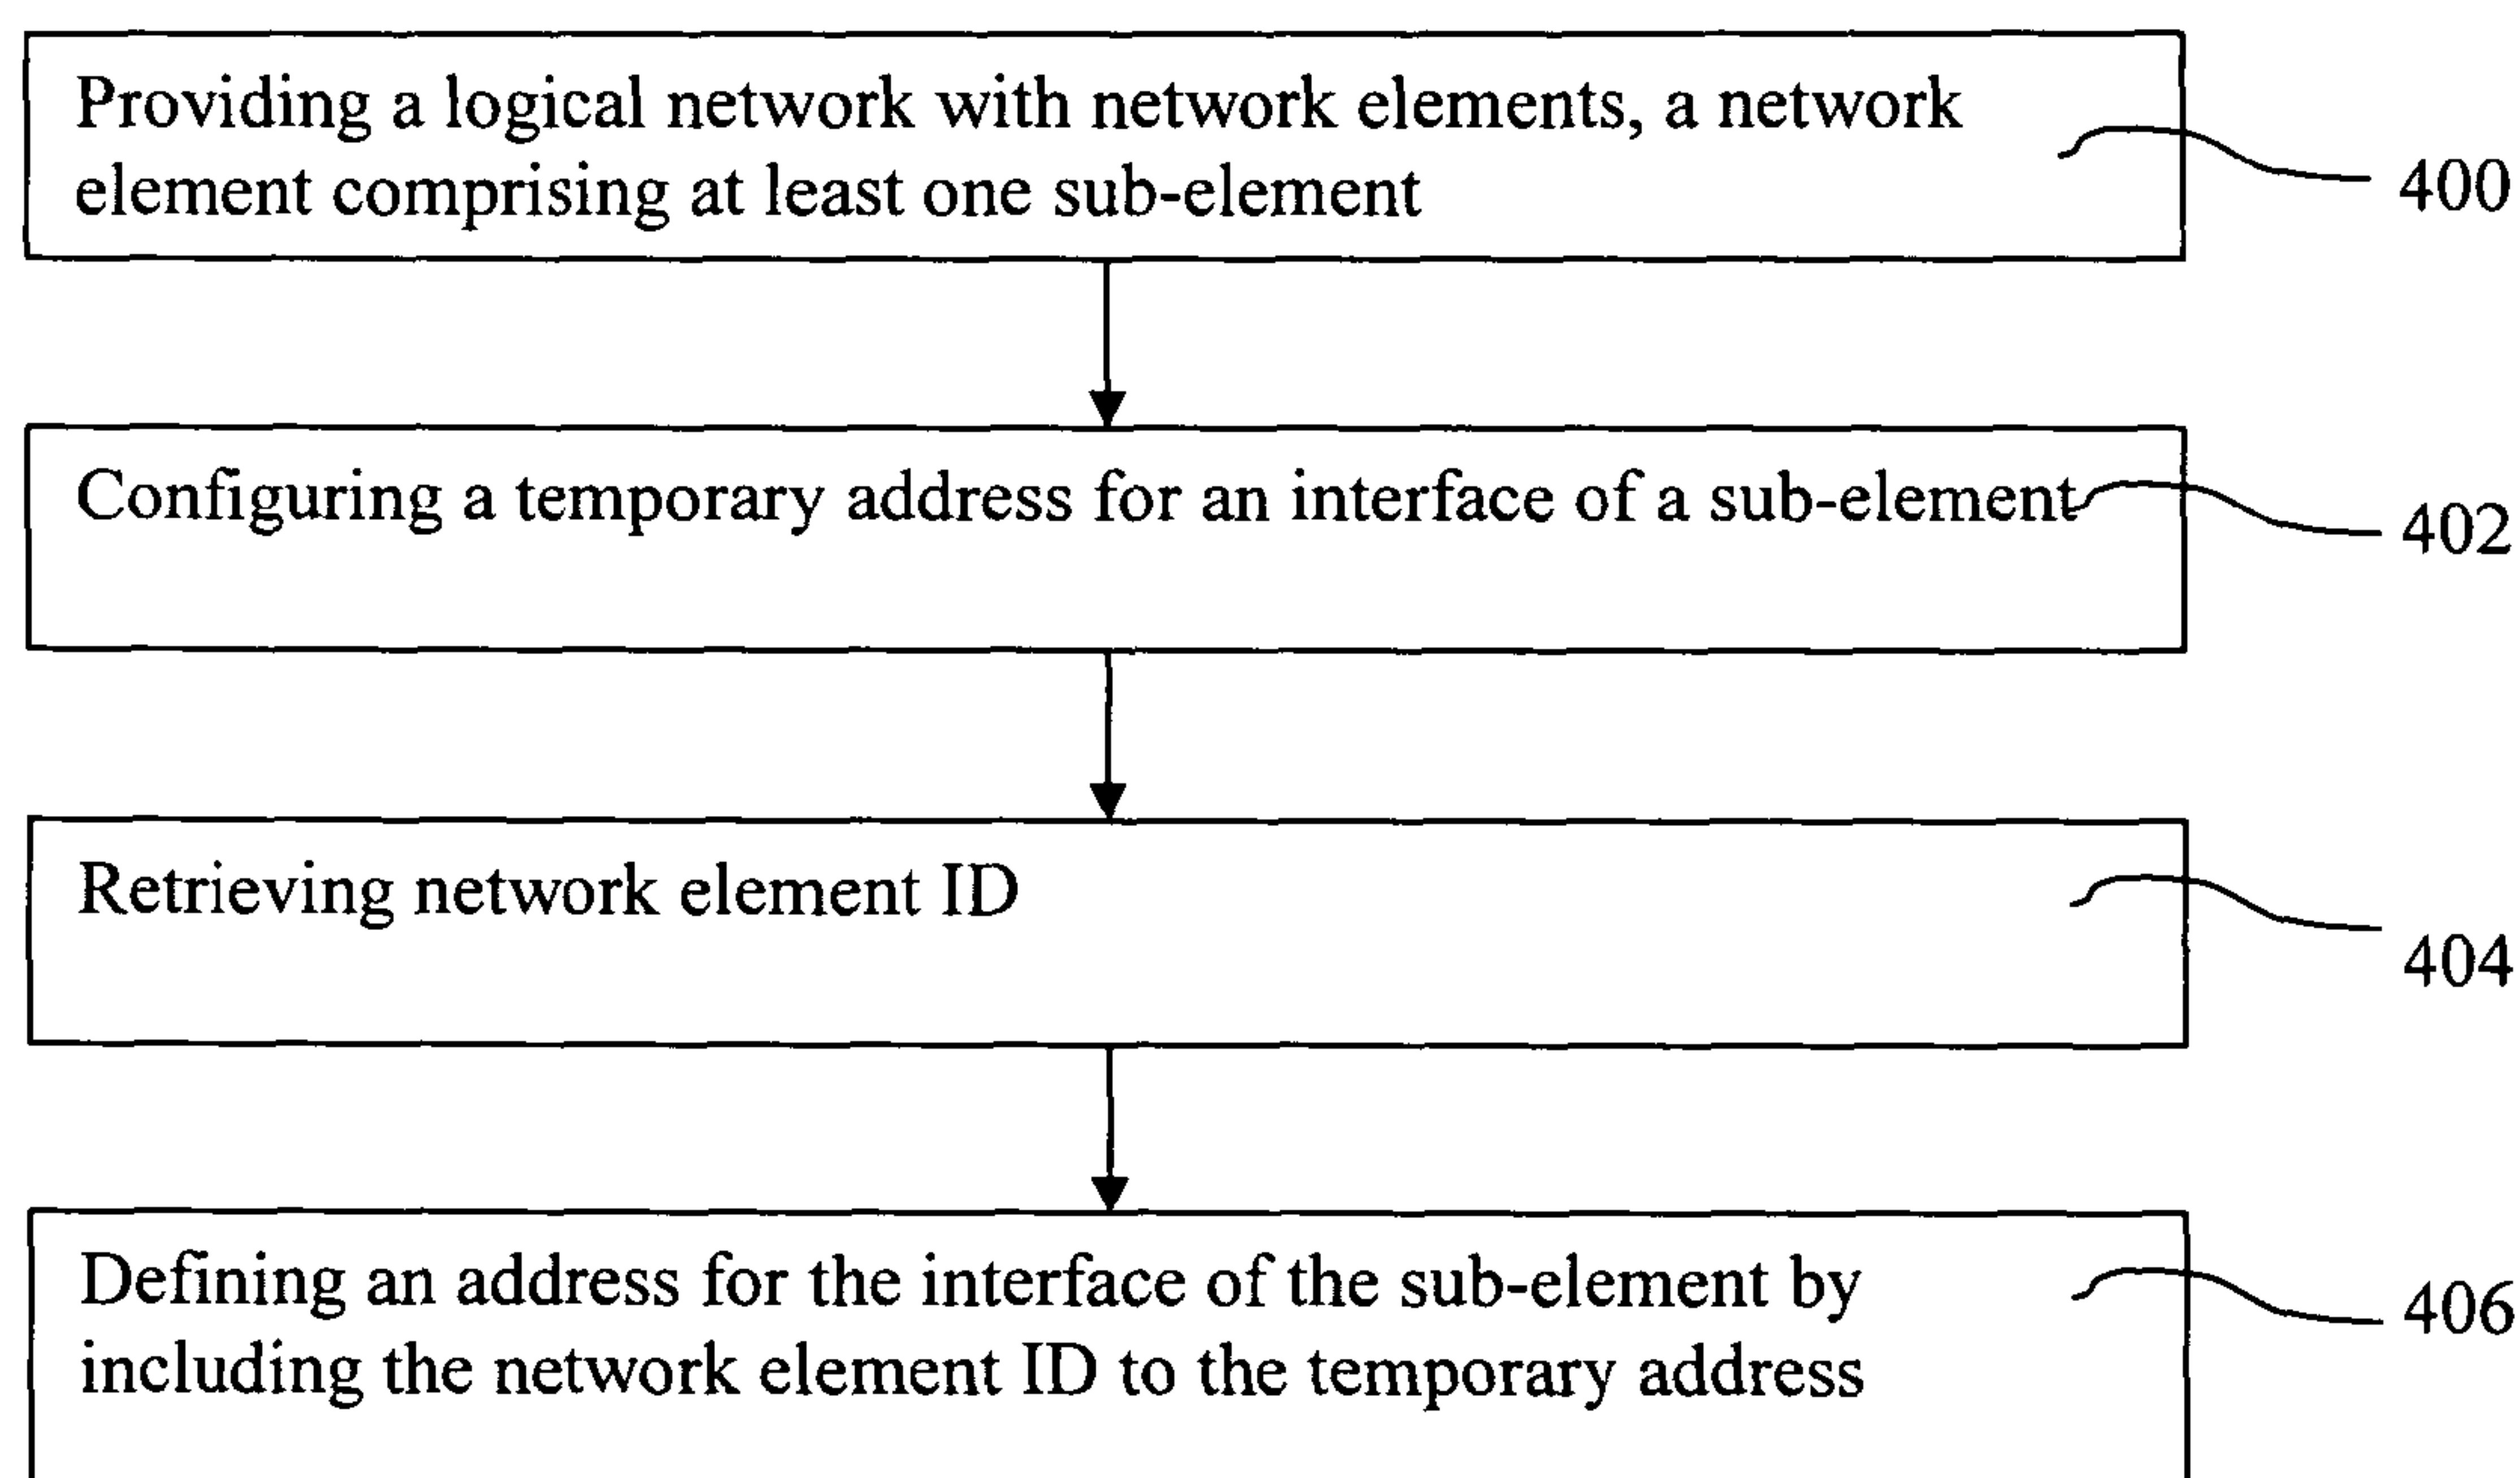 Providing a logical network with network elements, a network
element comprising at least one sub-element
400
Configuring a temporary address for an interface of a sub-element
402
Retrieving network element ID
404
Defining an address for the interface of the sub-element by
including the network element ID to the temporary address
406